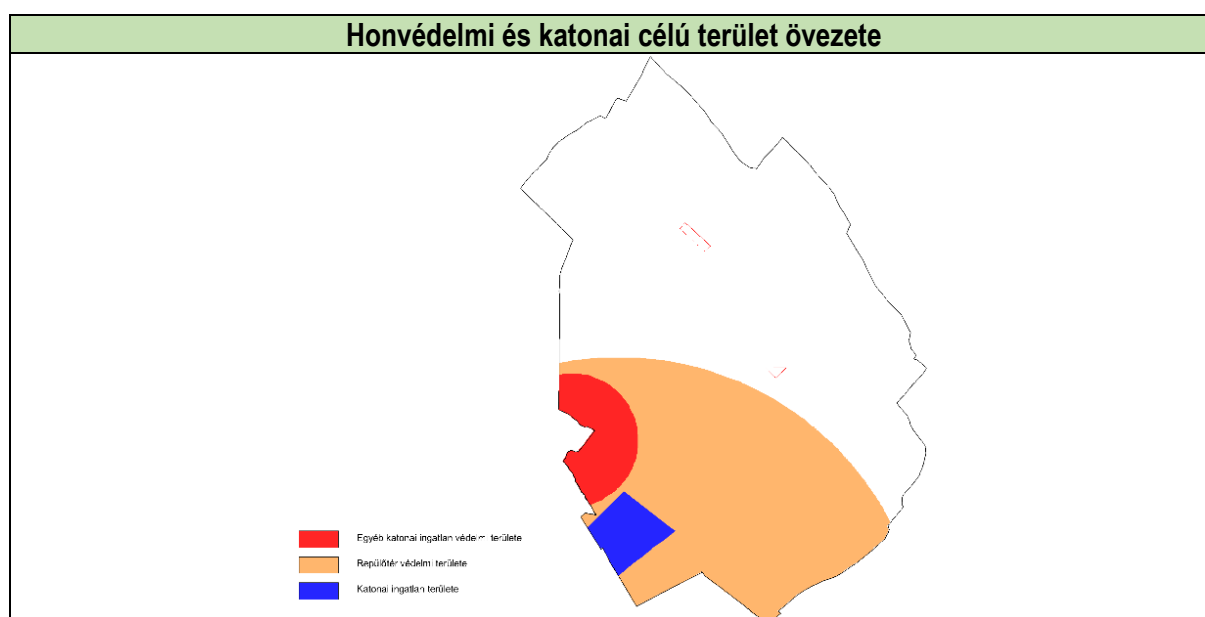 Honvédelmi és katonai célú terület övezete
Egyéb katonai ingatlan védelmi területe
Repülőtér védelmi területe
Katonai ingatlan területe